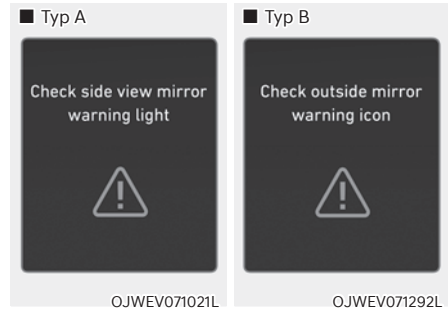 ■ Typ A
Check side view mirror
warning light
OJWEV071021L
■ Typ B
Check outside mirror
warning icon
OJWEV071292L